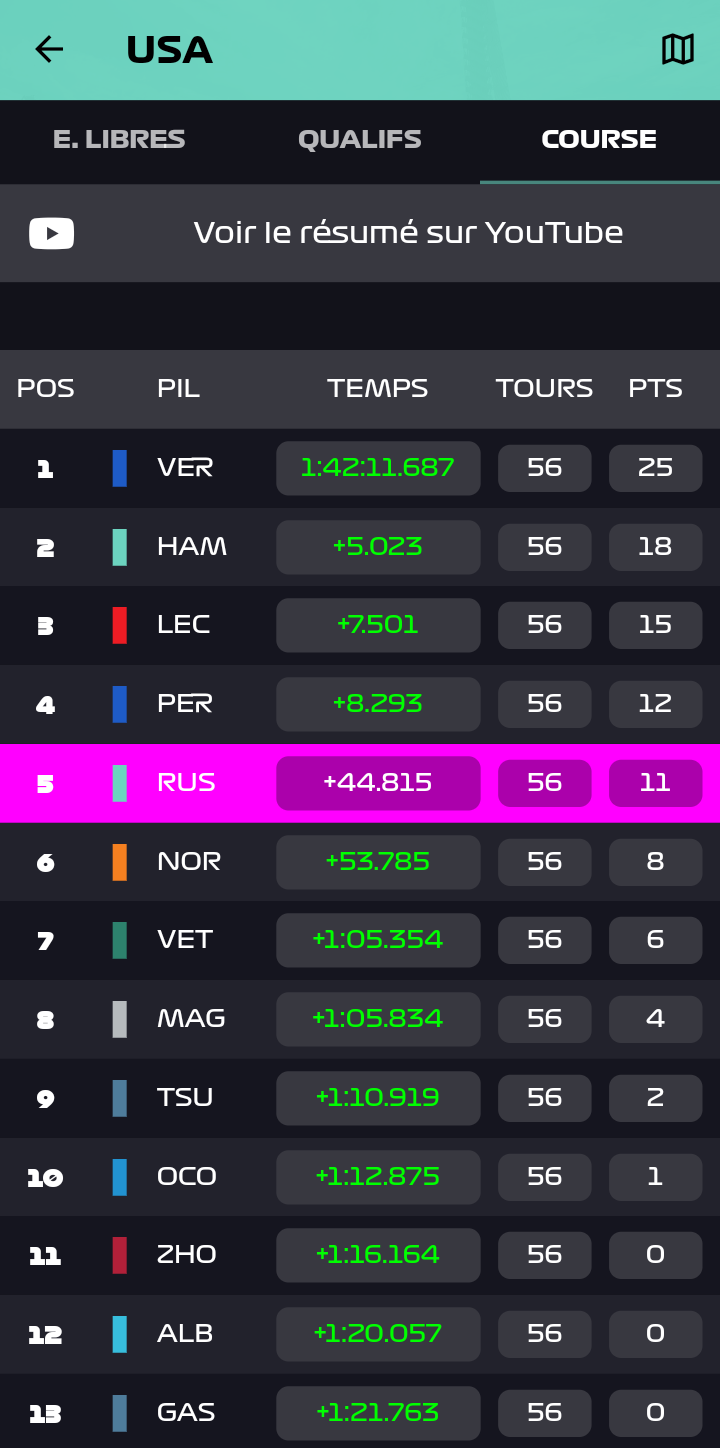 USA
E. LIBRES QUALIFS COURSE
Voir le résumé sur YouTube
POS PIL TEMPS TOURS PTS
1 VER 1:42:11.687 56 25
2 HAM +5.023 56 18
3 LEC +7.501 56 15
4 PER +8.293 56 12
5 RUS +44.815 56 11
6 NOR +53.785 56 8
7 VET +1:05.354 56 6
8 MAG +1:05.834 56 4
9 TSU +1:10.919 56 2
10 OCO +1:12.875 56 1
11 ZHO +1:16.164 56 0
12 ALB +1:20.057 56 0
13 GAS +1:21.763 56 0